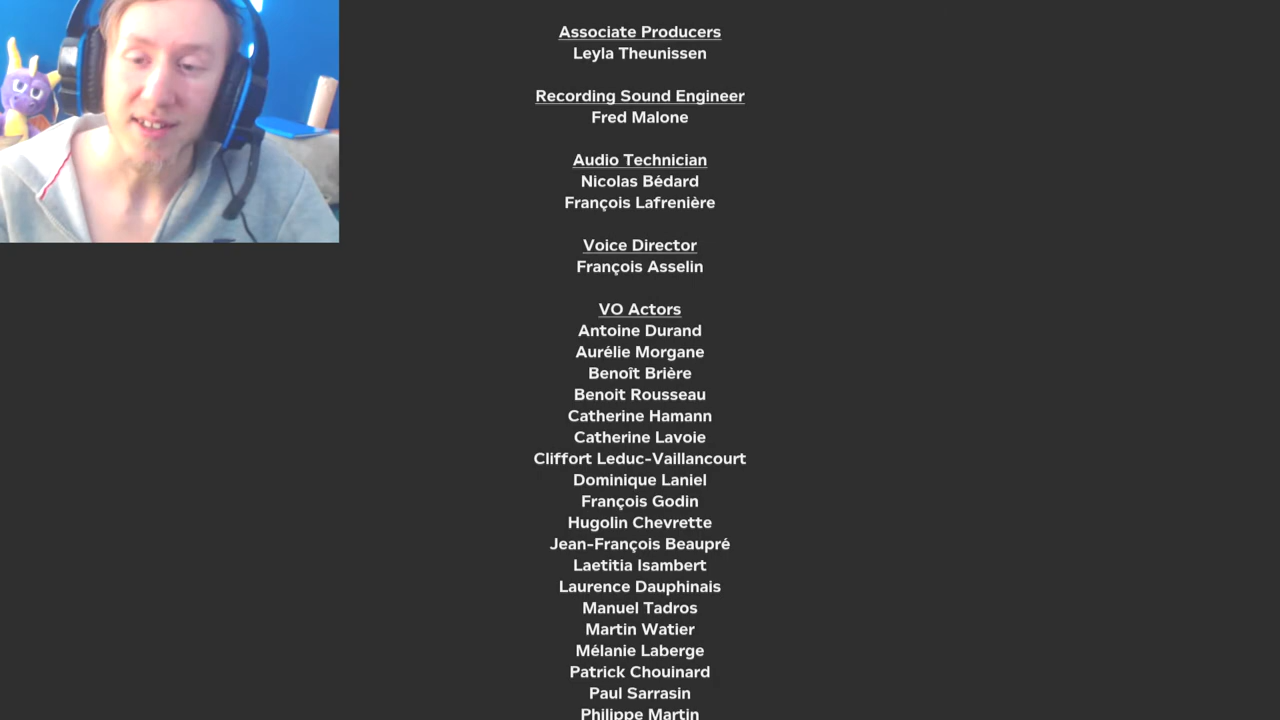 Associate Producers
Leyla Theunissen
Recording Sound Engineer
Fred Malone
Audio Technician
Nicolas Bédard
François Lafrenière
Voice Director
François Asselin
VO Actors
Antoine Durand
Aurélie Morgane
Benoît Brière
Benoit Rousseau
Catherine Hamann
Catherine Lavoie
Cliffort Leduc-Vaillancourt
Dominique Laniel
François Godin
Hugolin Chevrette
Jean-François Beaupré
Laetitia Isambert
Laurence Dauphinais
Manuel Tadros
Martin Watier
Mélanie Laberge
Patrick Chouinard
Paul Sarrasin
Philippe Martin